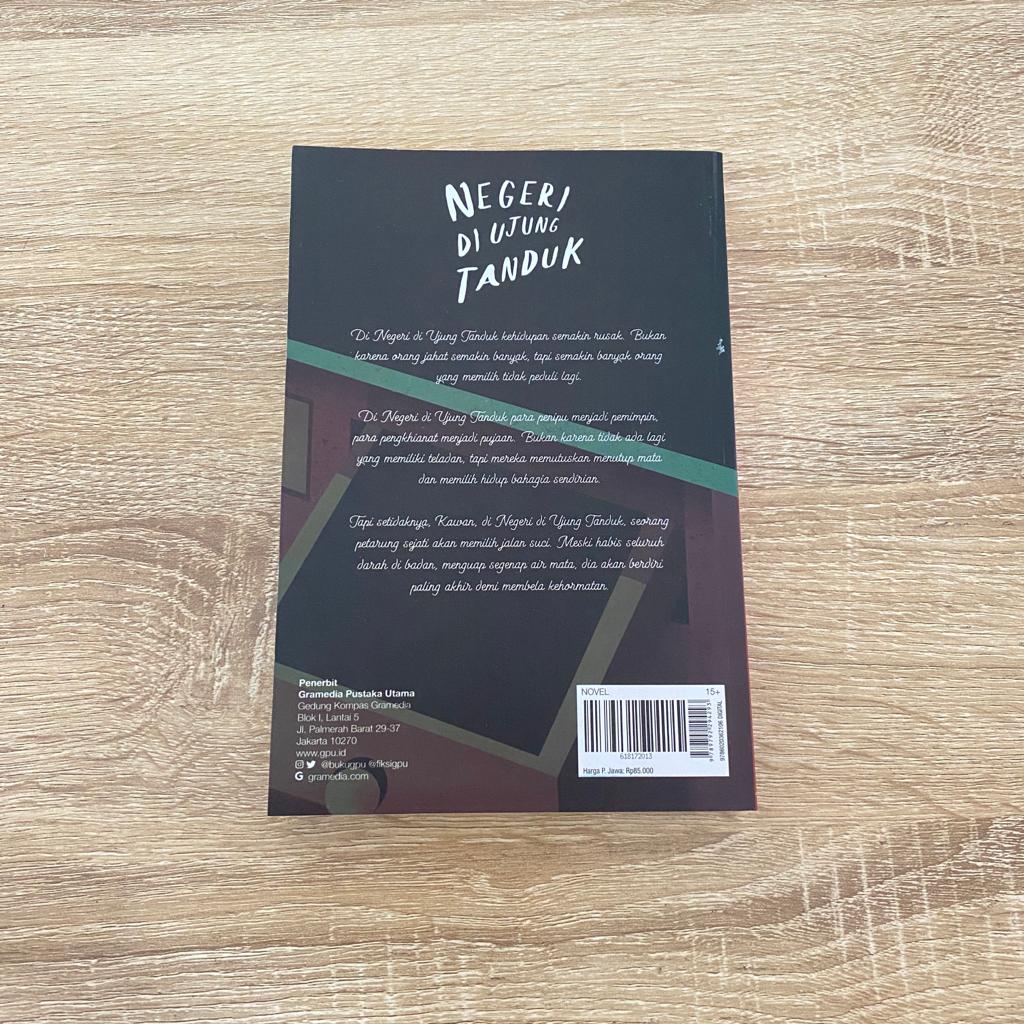 NEGERI
DI UJUNG
TANDUK
Di Negeri di Ujung Tanduk kehidupan semakin rusak. Bukan
karena orang jahat semakin banyak, tapi semakin banyak orang
yang memilih tidak peduli lagi.
Di Negeri di Ujung Tanduk para penipu menjadi pemimpin,
para pengkhianat menjadi pujaan. Bukan karena tidak ada lagi
yang memiliki teladan, tapi mereka memutuskan menutup mata
dan memilih hidup bahagia sendirian.
Tapi setidaknya, Kawan, di Negeri di Ujung Tanduk, seorang
petarung sejati akan memilih jalan suci. Meski habis seluruh
darah di badan, menguap segenap air mata, dia akan berdiri
paling akhir demi membela kehormatan.
Penerbit
Gramedia Pustaka Utama
Gedung Kompas Gramedia
Blok I, Lantai 5
Jl. Palmerah Barat 29-37
Jakarta 10270
www.gpu.id
@bukugpu @fiksigpu
G gramedia.com
NOVEL 15+
618172013
Harga P. Jawa: Rp85.000
9789792294293
9786020362106 DIGITAL